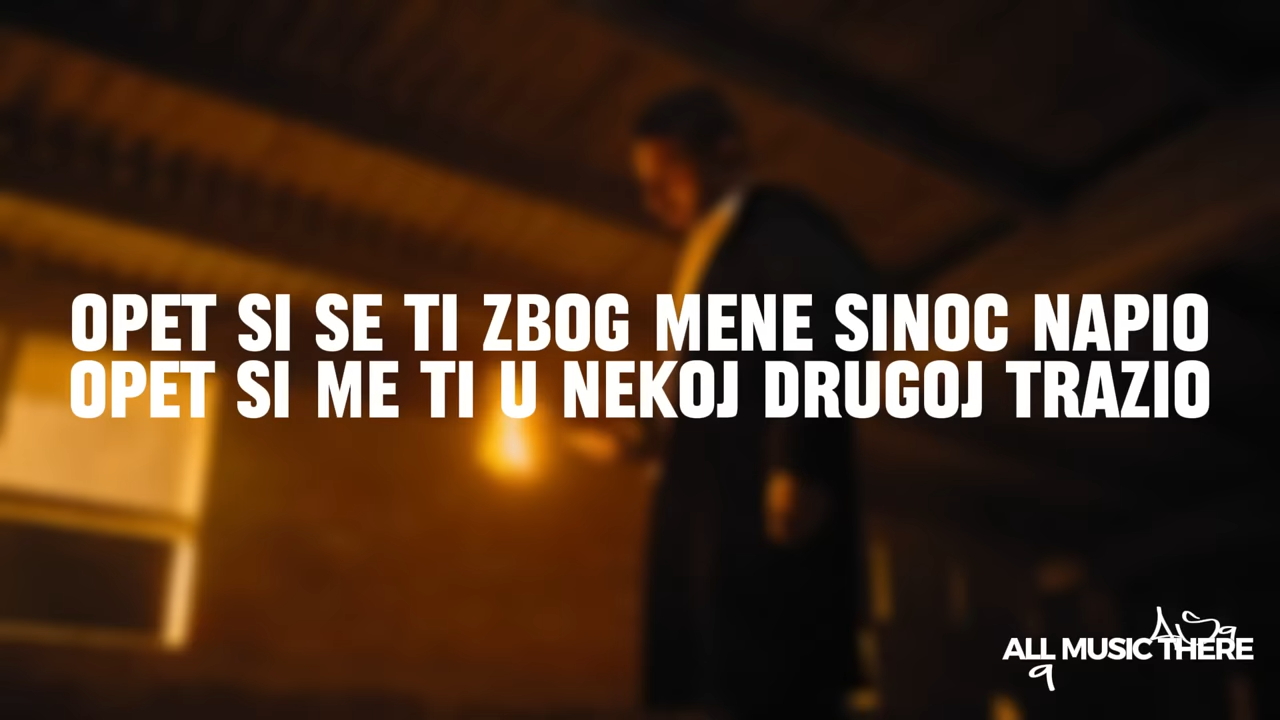 OPET SI SE TI ZBOG MENE SINOC NAPIO
OPET SI ME TI U NEKOJ DRUGOJ TRAZIO
ALL MUSIC THERE